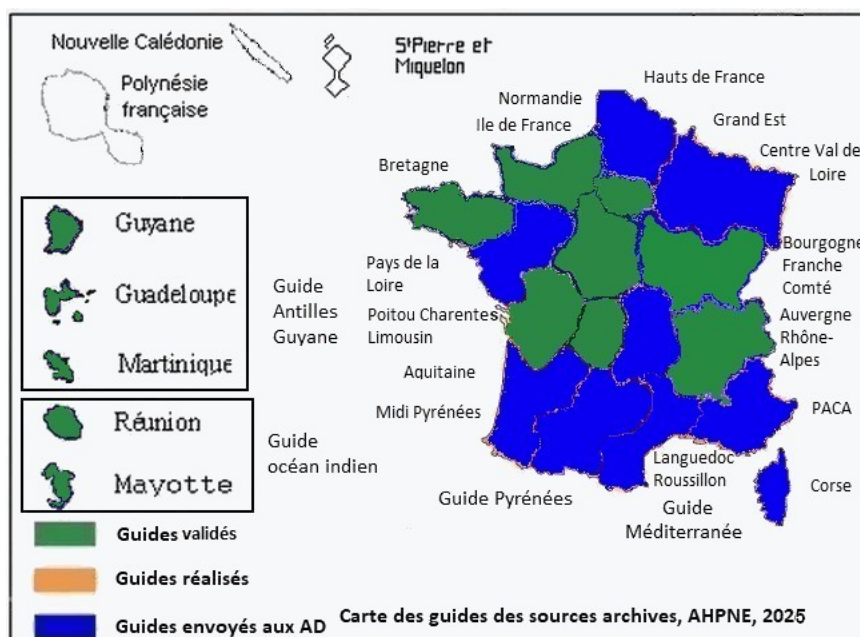 Nouvelle Calédonie
Polynésie
française
St Pierre et
Miquelon
Hauts de France
Normandie
Ile de France
Grand Est
Centre Val de
Loire
Bretagne
Guyane
Guadeloupe
Martinique
Guide
Antilles
Guyane
Pays de la
Loire
Poitou Charentes
Limousin
Aquitaine
Midi Pyrénées
Bourgogne
Franche
Comté
Auvergne
Rhône-
Alpes
PACA
Réunion
Mayotte
Guide
océan indien
Guide Pyrénées
Languedoc
Roussillon
Guide
Méditerranée
Corse
Guides validés
Guides réalisés
Guides envoyés aux AD
Carte des guides des sources archives, AHPNE, 2025